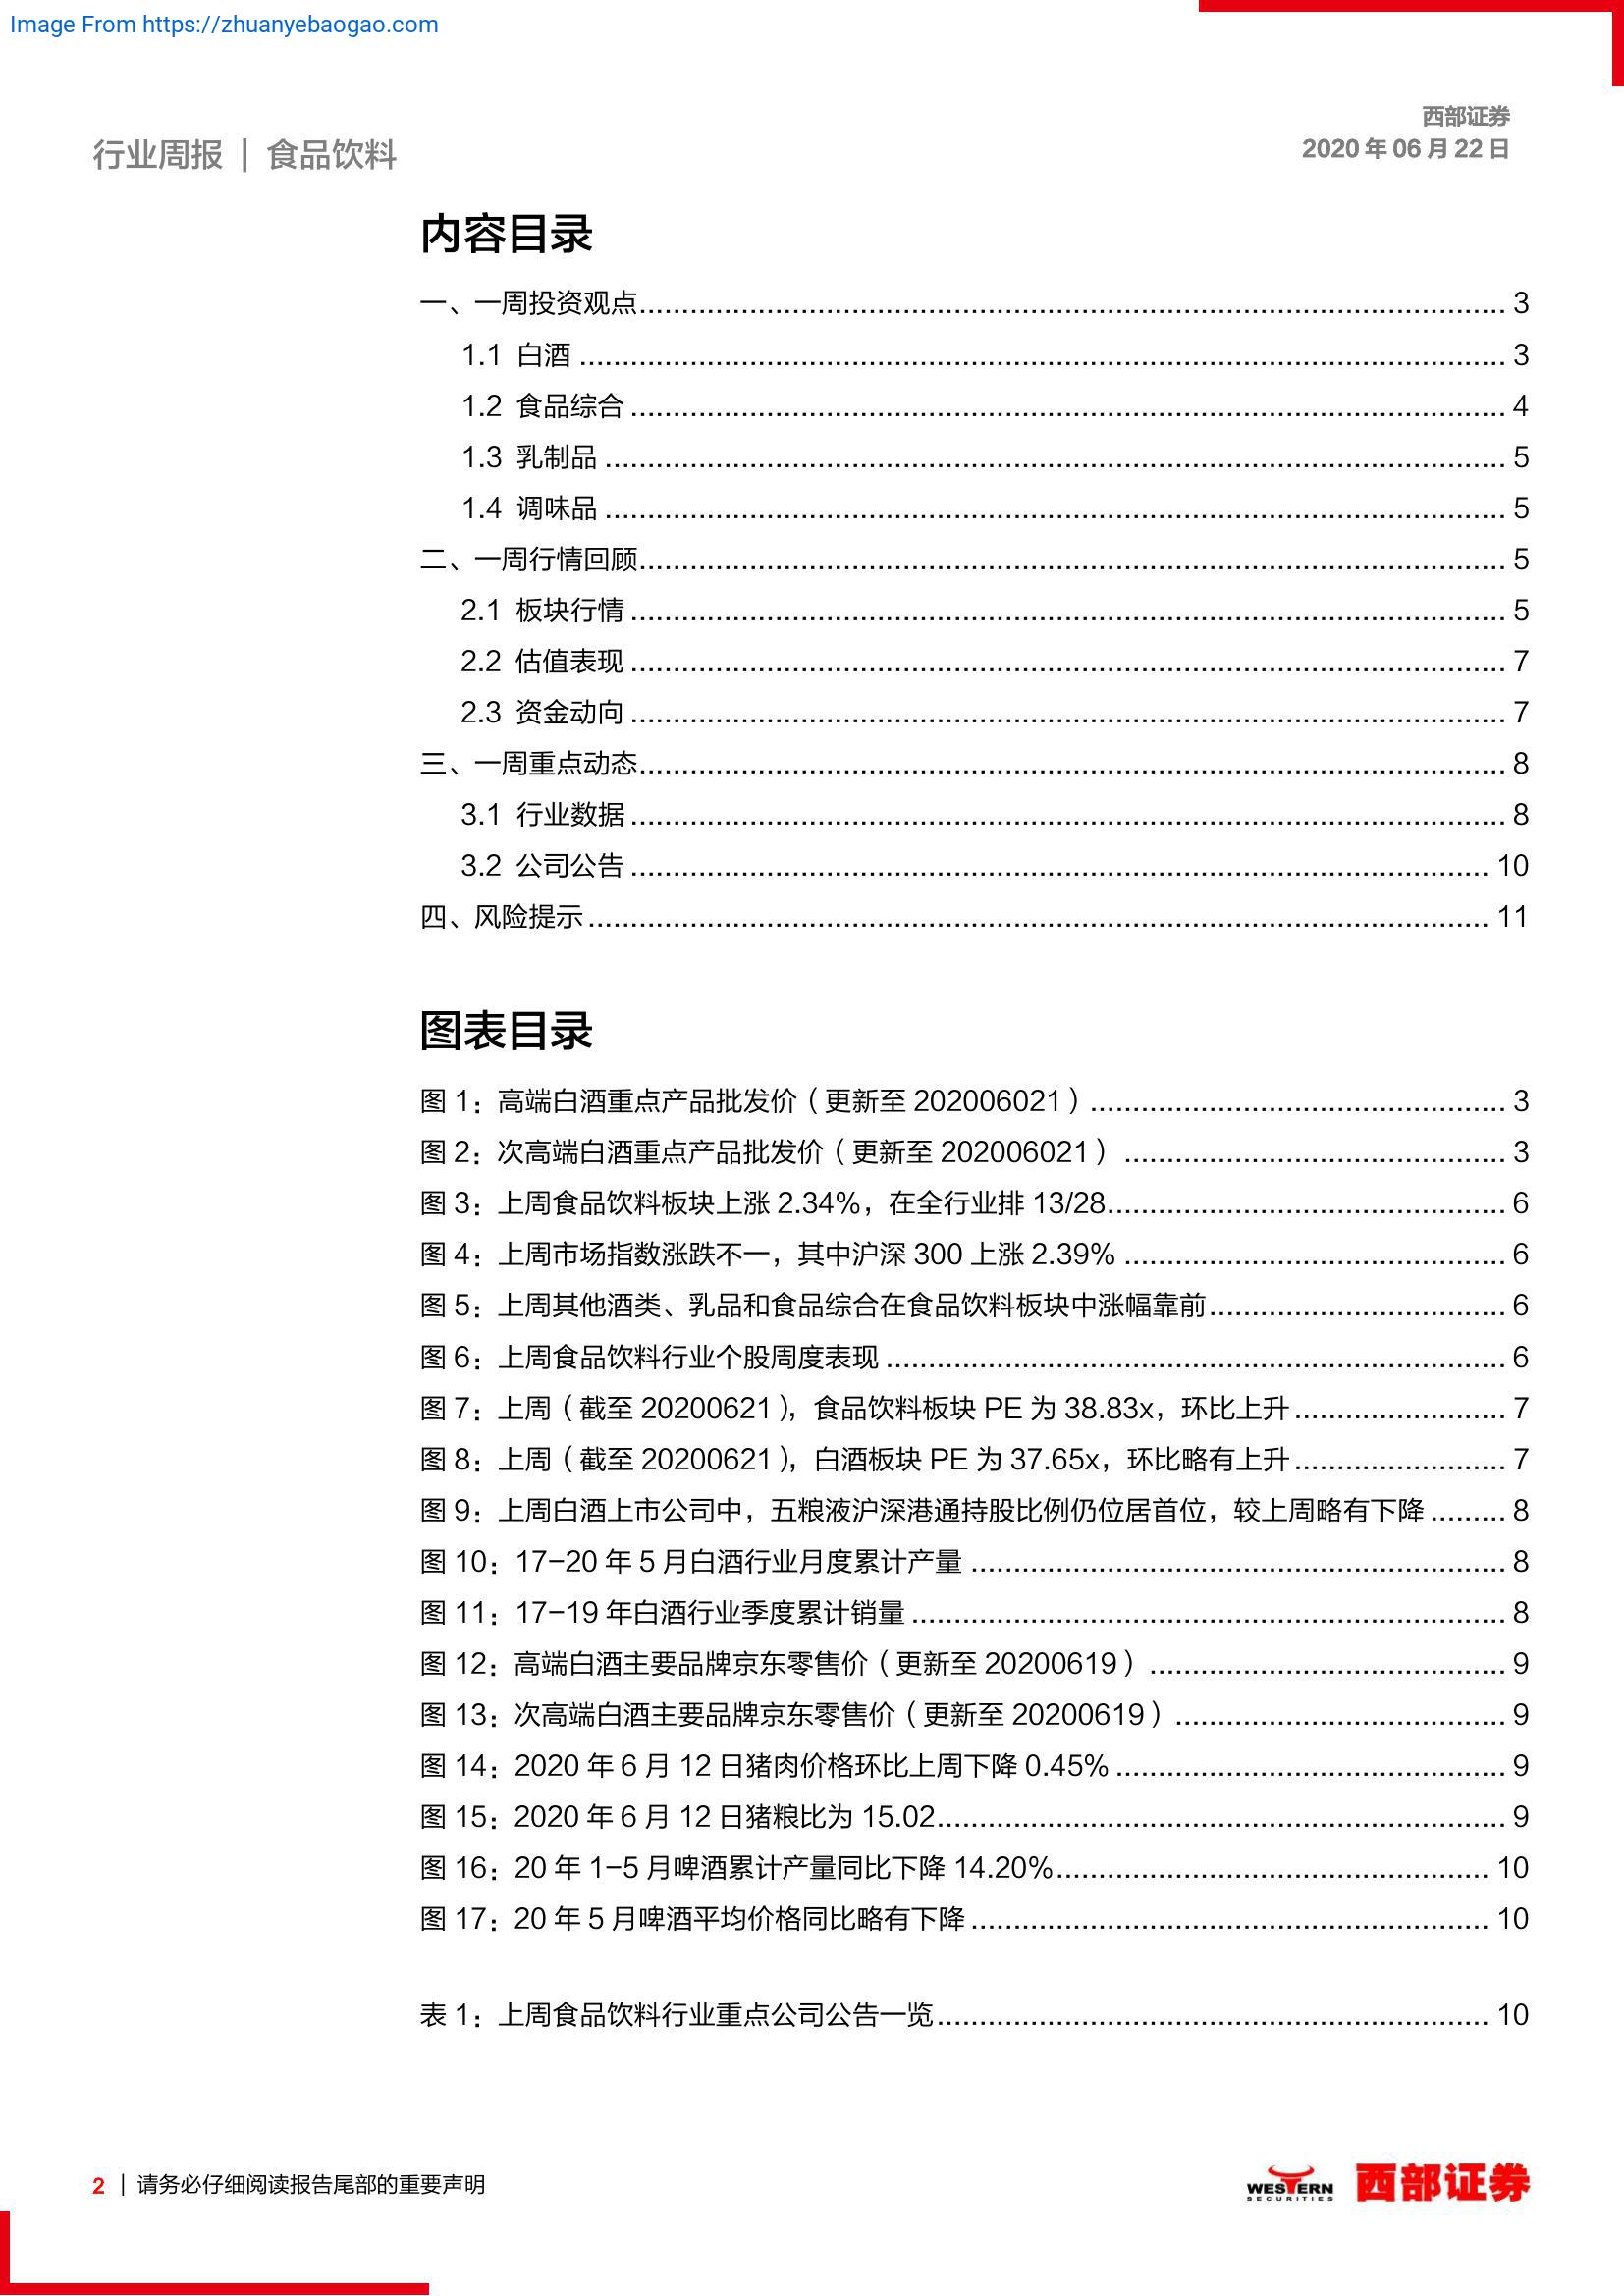 Image From https://zhuanyebaogao.com
西部证券
行业周报 | 食品饮料
2020 年 06 月 22 日
内容目录
一、一周投资观点 3
1.1 白酒 3
1.2 食品综合 4
1.3 乳制品 5
1.4 调味品 5
二、一周行情回顾 5
2.1 板块行情 5
2.2 估值表现 7
2.3 资金动向 7
三、一周重点动态 8
3.1 行业数据 8
3.2 公司公告 10
四、风险提示 11
图表目录
图 1：高端白酒重点产品批发价（更新至 202006021） 3
图 2：次高端白酒重点产品批发价（更新至 202006021） 3
图 3：上周食品饮料板块上涨 2.34%，在全行业排 13/28 6
图 4：上周市场指数涨跌不一，其中沪深 300 上涨 2.39% 6
图 5：上周其他酒类、乳品和食品综合在食品饮料板块中涨幅靠前 6
图 6：上周食品饮料行业个股周度表现 6
图 7：上周（截至 20200621），食品饮料板块 PE 为 38.83x，环比上升 7
图 8：上周（截至 20200621），白酒板块 PE 为 37.65x，环比略有上升 7
图 9：上周白酒上市公司中，五粮液沪深港通持股比例仍位居首位，较上周略有下降 8
图 10：17-20 年 5 月白酒行业月度累计产量 8
图 11：17-19 年白酒行业季度累计销量 8
图 12：高端白酒主要品牌京东零售价（更新至 20200619） 9
图 13：次高端白酒主要品牌京东零售价（更新至 20200619） 9
图 14：2020 年 6 月 12 日猪肉价格环比上周下降 0.45% 9
图 15：2020 年 6 月 12 日猪粮比为 15.02 9
图 16：20 年 1-5 月啤酒累计产量同比下降 14.20% 10
图 17：20 年 5 月啤酒平均价格同比略有下降 10
表 1：上周食品饮料行业重点公司公告一览 10
2 | 请务必仔细阅读报告尾部的重要声明
WESTERN
SECURITIES
西部证券